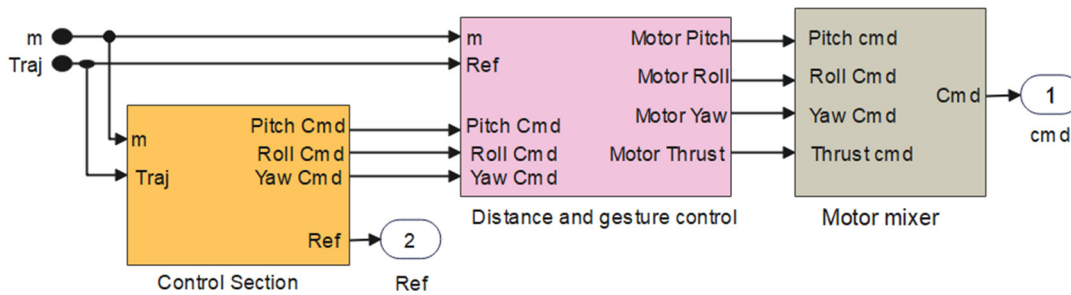 m
Traj
m
Traj
Pitch Cmd
Roll Cmd
Yaw Cmd
Ref
Control Section
2
Ref
m
Ref
Pitch Cmd
Roll Cmd
Yaw Cmd
Motor Pitch
Motor Roll
Motor Yaw
Motor Thrust
Distance and gesture control
Pitch cmd
Roll Cmd
Yaw Cmd
Thrust cmd
Cmd
Motor mixer
1
cmd